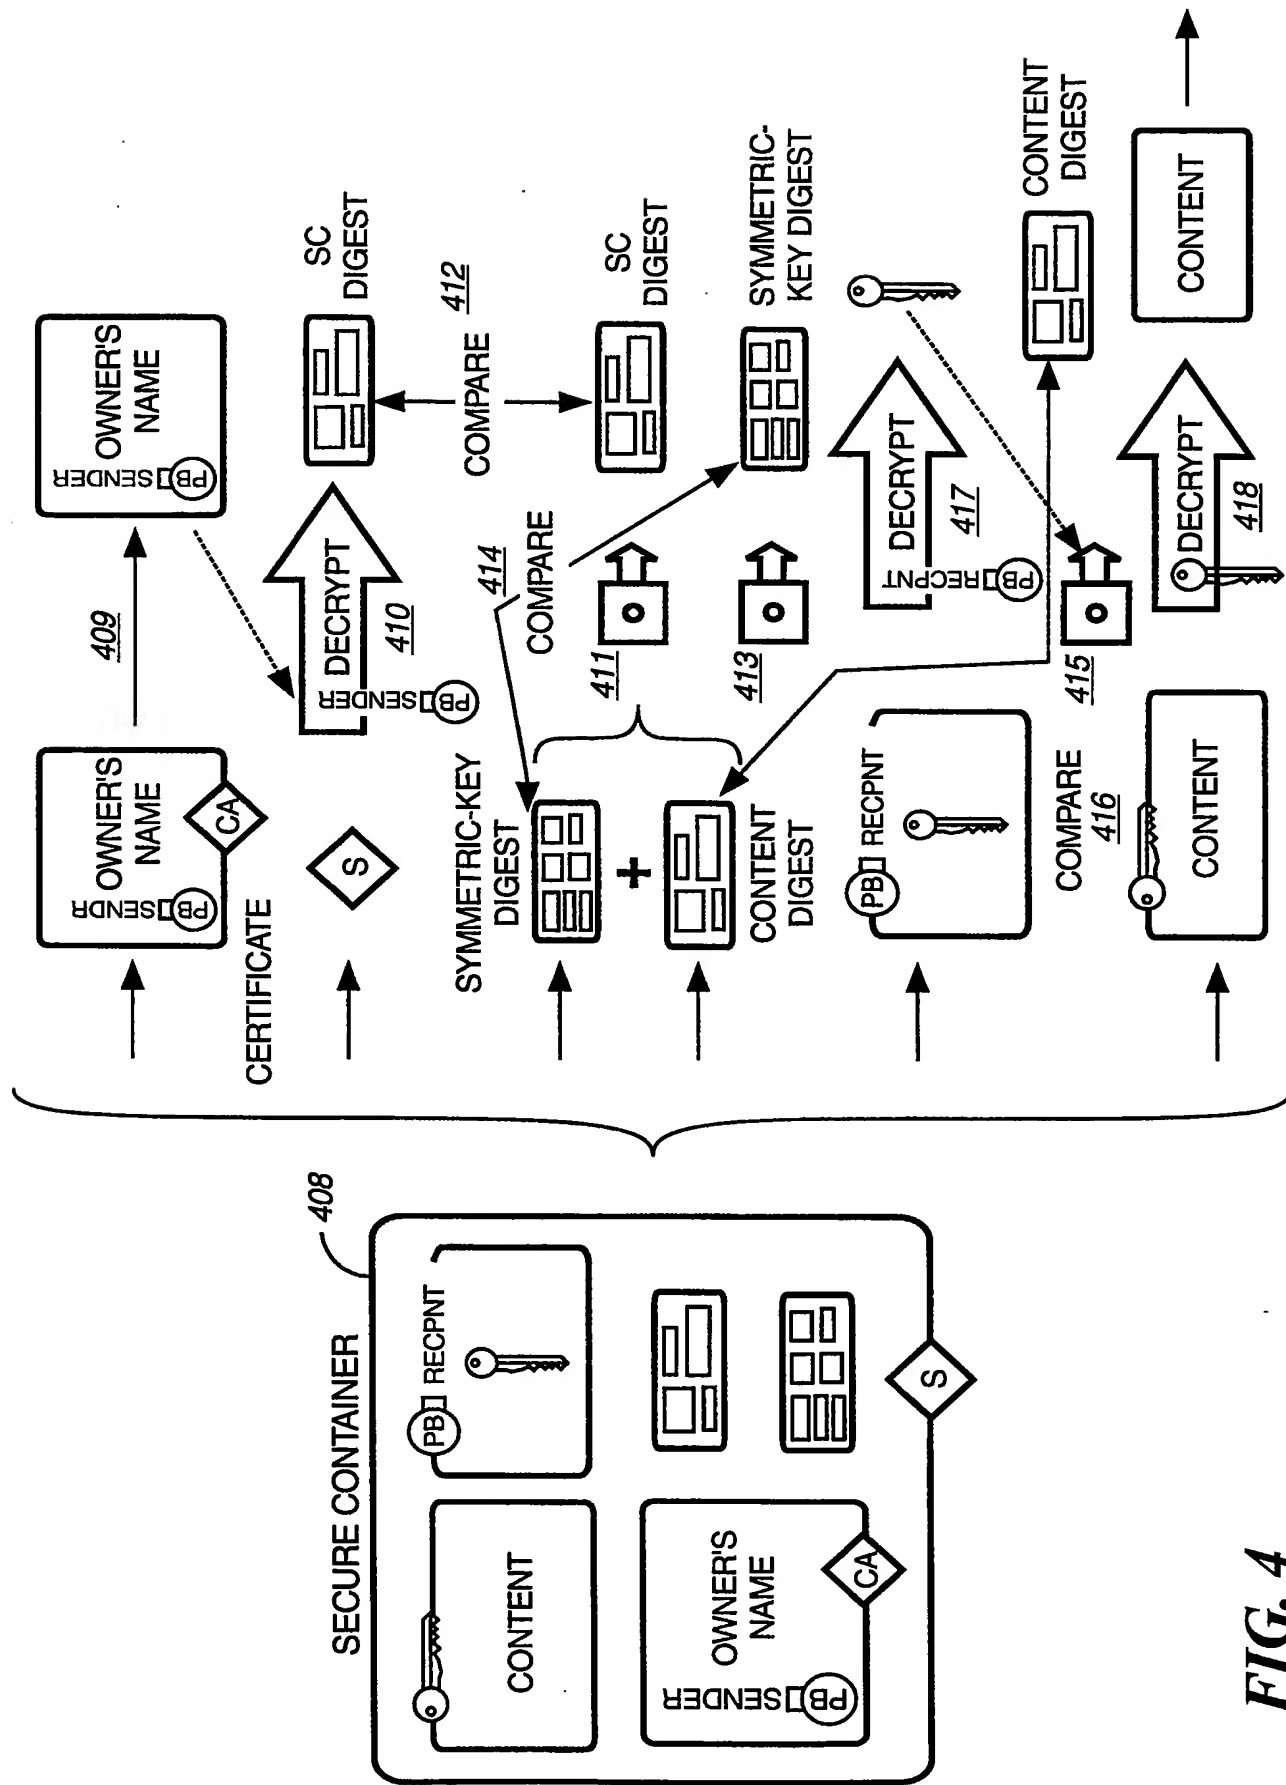 SECURE CONTAINER
408
CONTENT
PB RECPNT
OWNER'S
NAME
SENDER
PB
CA
S
OWNER'S
NAME
SENDR
PB
CA
CERTIFICATE
409
OWNER'S
NAME
SENDER
PB
S
DECRYPT
410
SENDER
PB
SC
DIGEST
COMPARE
412
SYMMETRIC-KEY
DIGEST
414
COMPARE
+
411
SC
DIGEST
CONTENT
DIGEST
413
SYMMETRIC-
KEY DIGEST
PB RECPNT
DECRYPT
417
RECPNT
PB
COMPARE
416
415
CONTENT
DIGEST
CONTENT
DECRYPT
418
CONTENT
FIG. 4